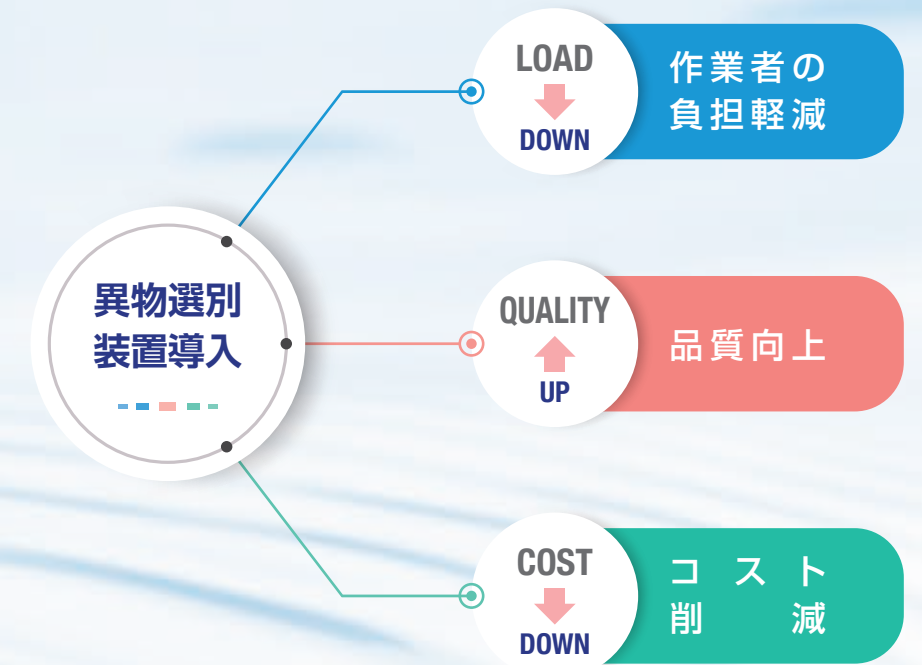 異物選別
装置導入
LOAD
DOWN
作業者の
負担軽減
QUALITY
UP
品質向上
COST
DOWN
コスト
削減